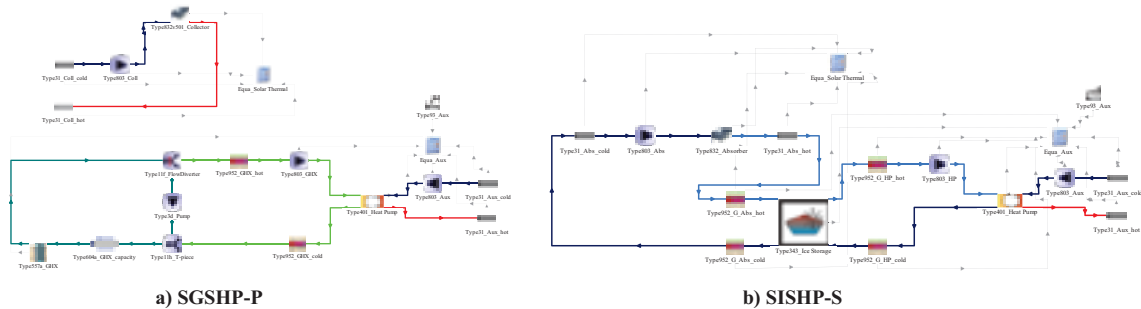 Type832v501_Collector
Type31_Coll_cold
Type803_Coll
Equa_Solar Thermal
Type31_Coll_hot
Type93_Aux
Equa_Aux
Type11f_FlowDiverter
Type952_GHX_hot
Type803_GHX
Type803_Aux
Type31_Aux_cold
Type3d_Pump
Type401_Heat Pump
Type31_Aux_hot
Type557a_GHX
Type604a_GHX_capacity
Type11h_T-piece
Type952_GHX_cold
a) SGSHP-P
Equa_Solar Thermal
Type93_Aux
Type31_Abs_cold
Type803_Abs
Type832_Absorber
Type31_Abs_hot
Equa_Aux
Type952_G_HP_hot
Type803_HP
Type803_Aux
Type31_Aux_cold
Type952_G_Abs_hot
Type401_Heat Pump
Type31_Aux_hot
Type952_G_Abs_cold
Type343_Ice Storage
Type952_G_HP_cold
b) SISHP-S